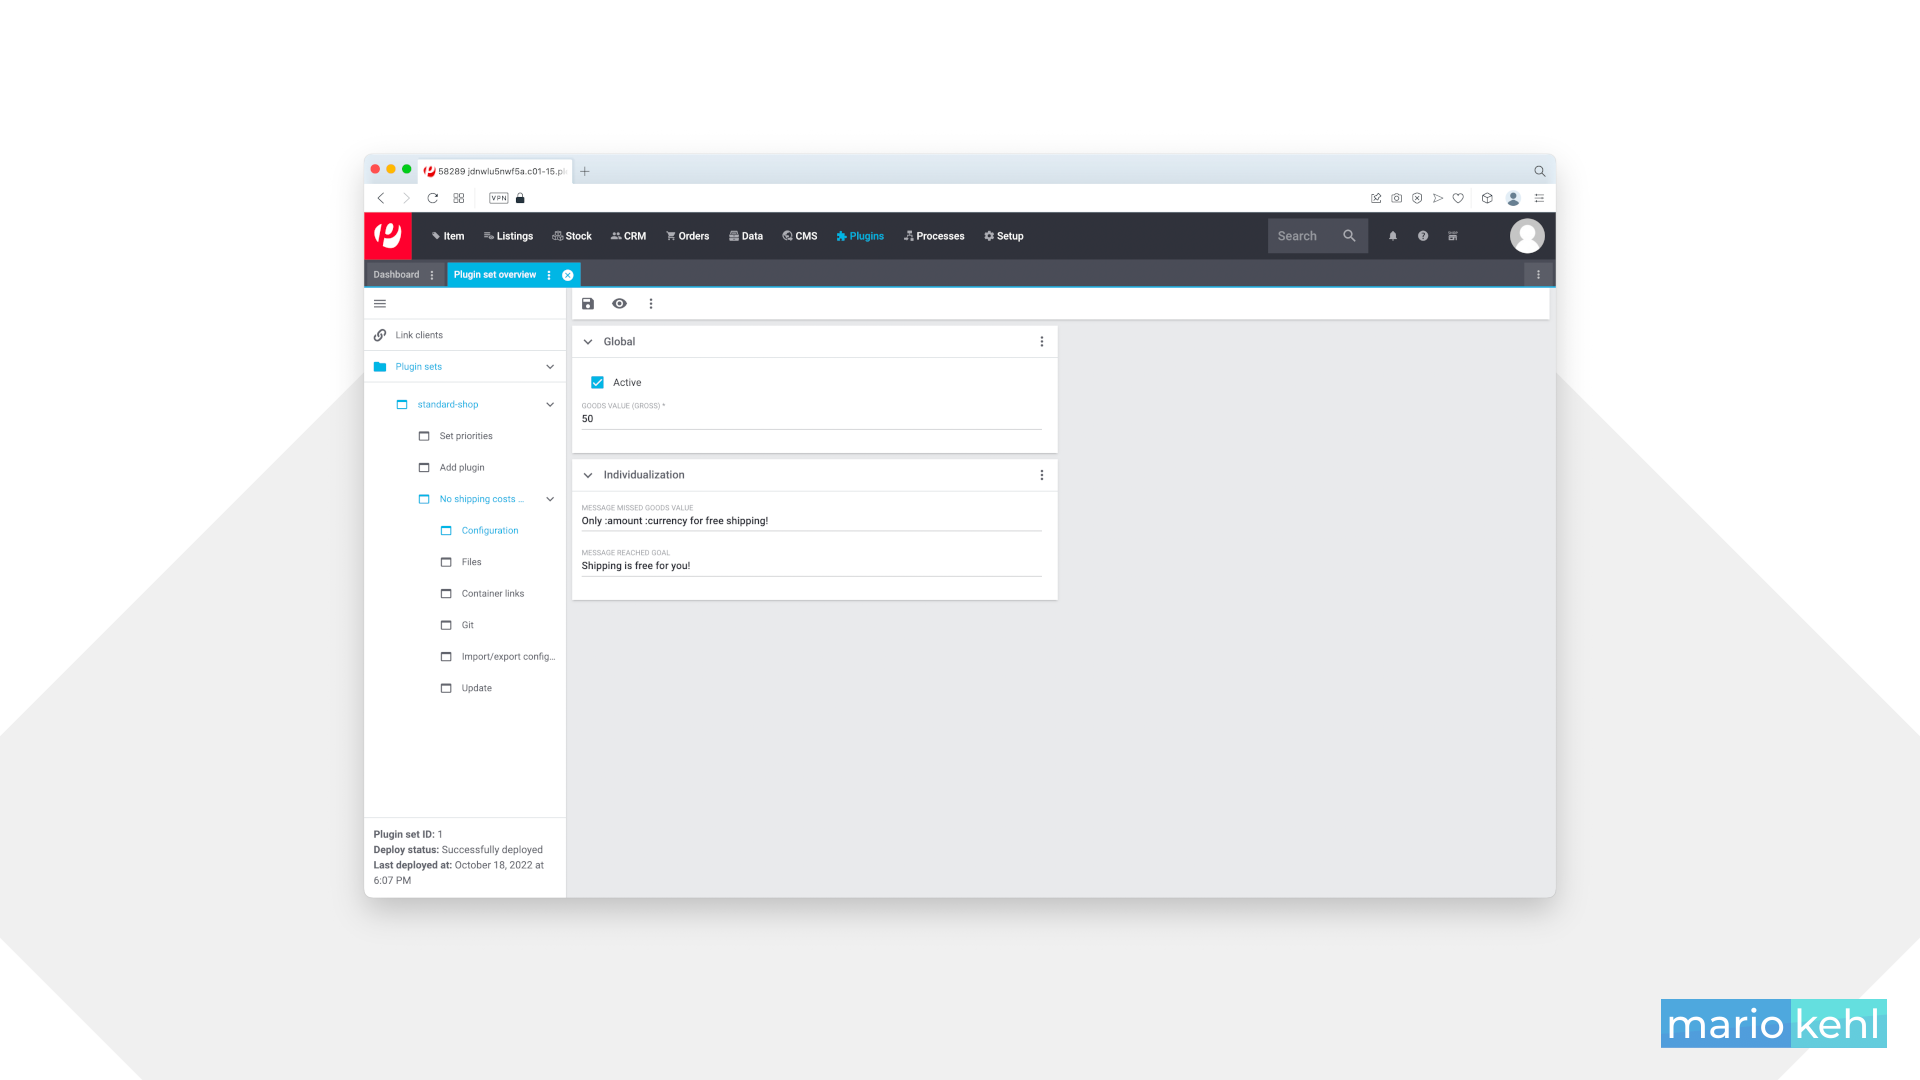 58289 jdnwlu5nwf5a.c01-15.pl
VPN
Item Listings Stock CRM Orders Data CMS Plugins Processes Setup
Search
Dashboard
Plugin set overview
Link clients
Plugin sets
standard-shop
Set priorities
Add plugin
No shipping costs ...
Configuration
Files
Container links
Git
Import/export config...
Update
Plugin set ID: 1
Deploy status: Successfully deployed
Last deployed at: October 18, 2022 at
6:07 PM
Global
Active
GOODS VALUE (GROSS) *
50
Individualization
MESSAGE MISSED GOODS VALUE
Only :amount :currency for free shipping!
MESSAGE REACHED GOAL
Shipping is free for you!
mario kehl